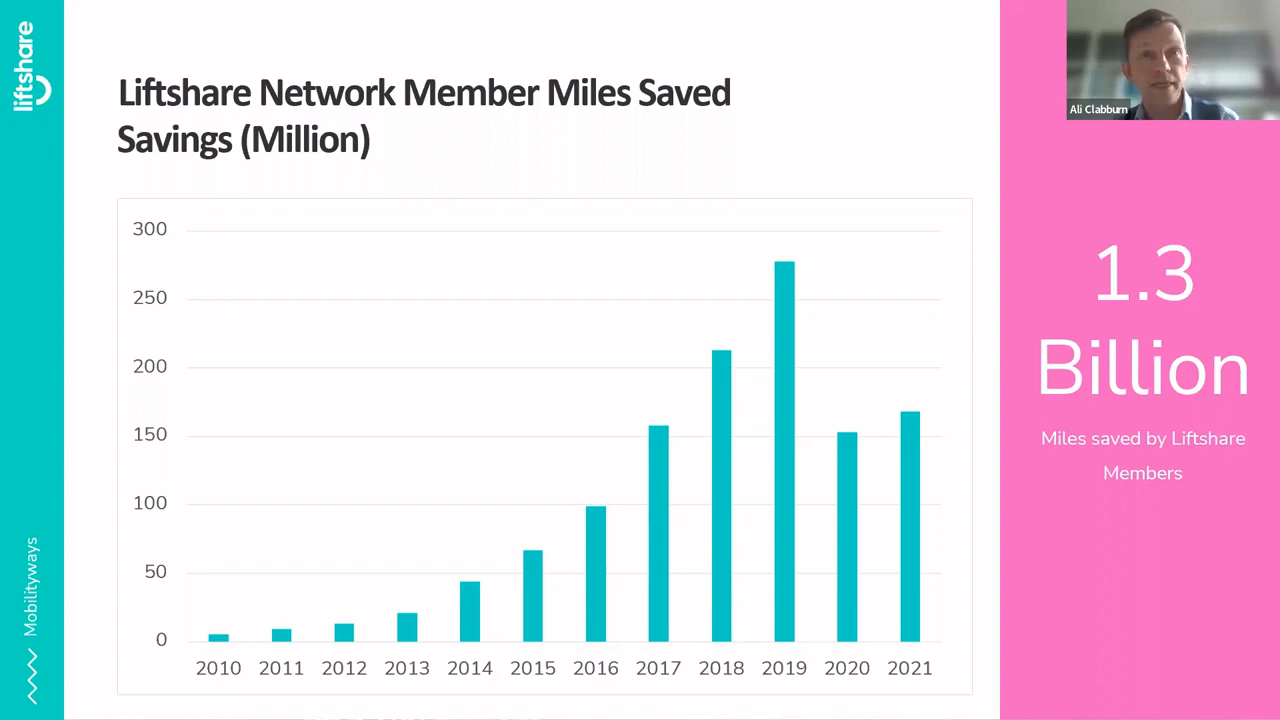 liftshare
Mobilityways
Liftshare Network Member Miles Saved
Savings (Million)
300
250
200
150
100
50
0
2010 2011 2012 2013 2014 2015 2016 2017 2018 2019 2020 2021
Ali Clabburn
1.3
Billion
Miles saved by Liftshare
Members